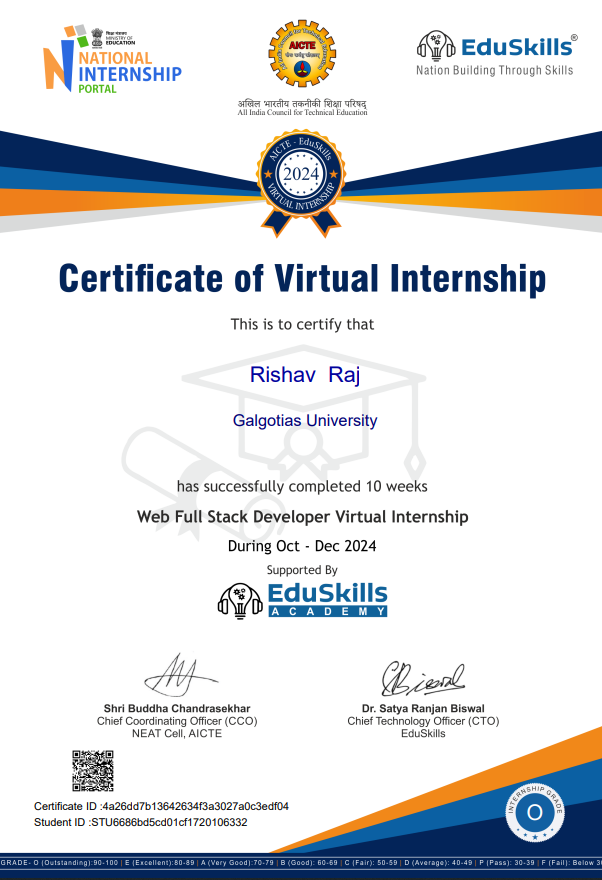 शिक्षा मंत्रालय
MINISTRY OF
EDUCATION
NATIONAL
INTERNSHIP
PORTAL
AICTE
अखिल भारतीय तकनीकी शिक्षा परिषद्
All India Council for Technical Education
EduSkills®
Nation Building Through Skills
AICTE - EduSkills
2024
VIRTUAL INTERNSHIP
Certificate of Virtual Internship
This is to certify that
Rishav Raj
Galgotias University
has successfully completed 10 weeks
Web Full Stack Developer Virtual Internship
During Oct - Dec 2024
Supported By
EduSkills
ACADEMY
Shri Buddha Chandrasekhar
Chief Coordinating Officer (CCO)
NEAT Cell, AICTE
Dr. Satya Ranjan Biswal
Chief Technology Officer (CTO)
EduSkills
Certificate ID :4a26dd7b13642634f3a3027a0c3edf04
Student ID :STU6686bd5cd01cf1720106332
INTERNSHIP GRADE
O
GRADE- O (Outstanding):90-100 | E (Excellent):80-89 | A (Very Good):70-79 | B (Good): 60-69 | C (Fair): 50-59 | D (Average): 40-49 | P (Pass): 30-39 | F (Fail): Below 3